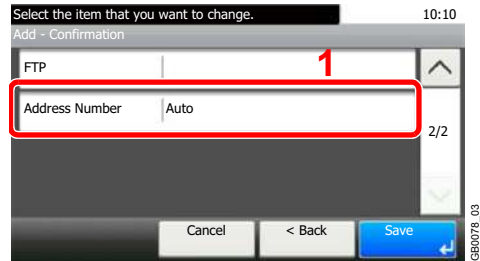 Select the item that you want to change. 10:10
Add - Confirmation
FTP 1
Address Number Auto
2/2
Cancel < Back Save
GB0078_03